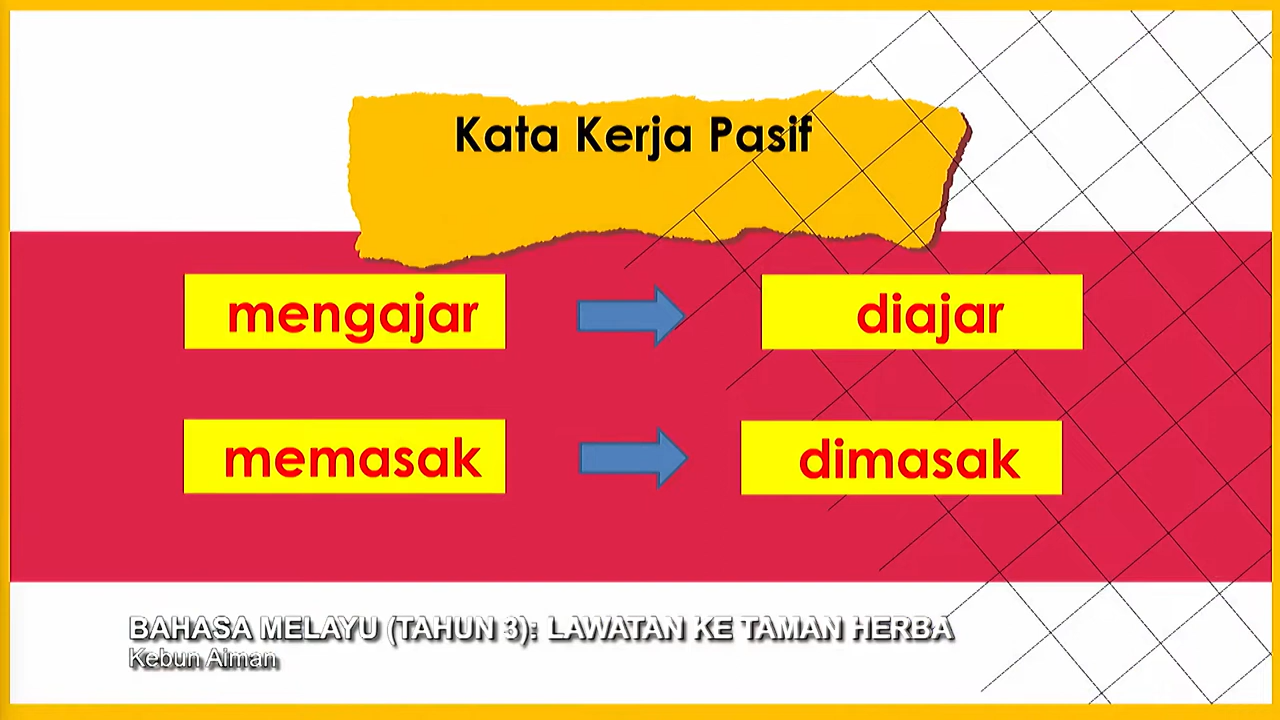 Kata Kerja Pasif
mengajar
diajar
memasak
dimasak
BAHASA MELAYU (TAHUN 3): LAWATAN KE TAMAN HERBA
Kebun Aiman